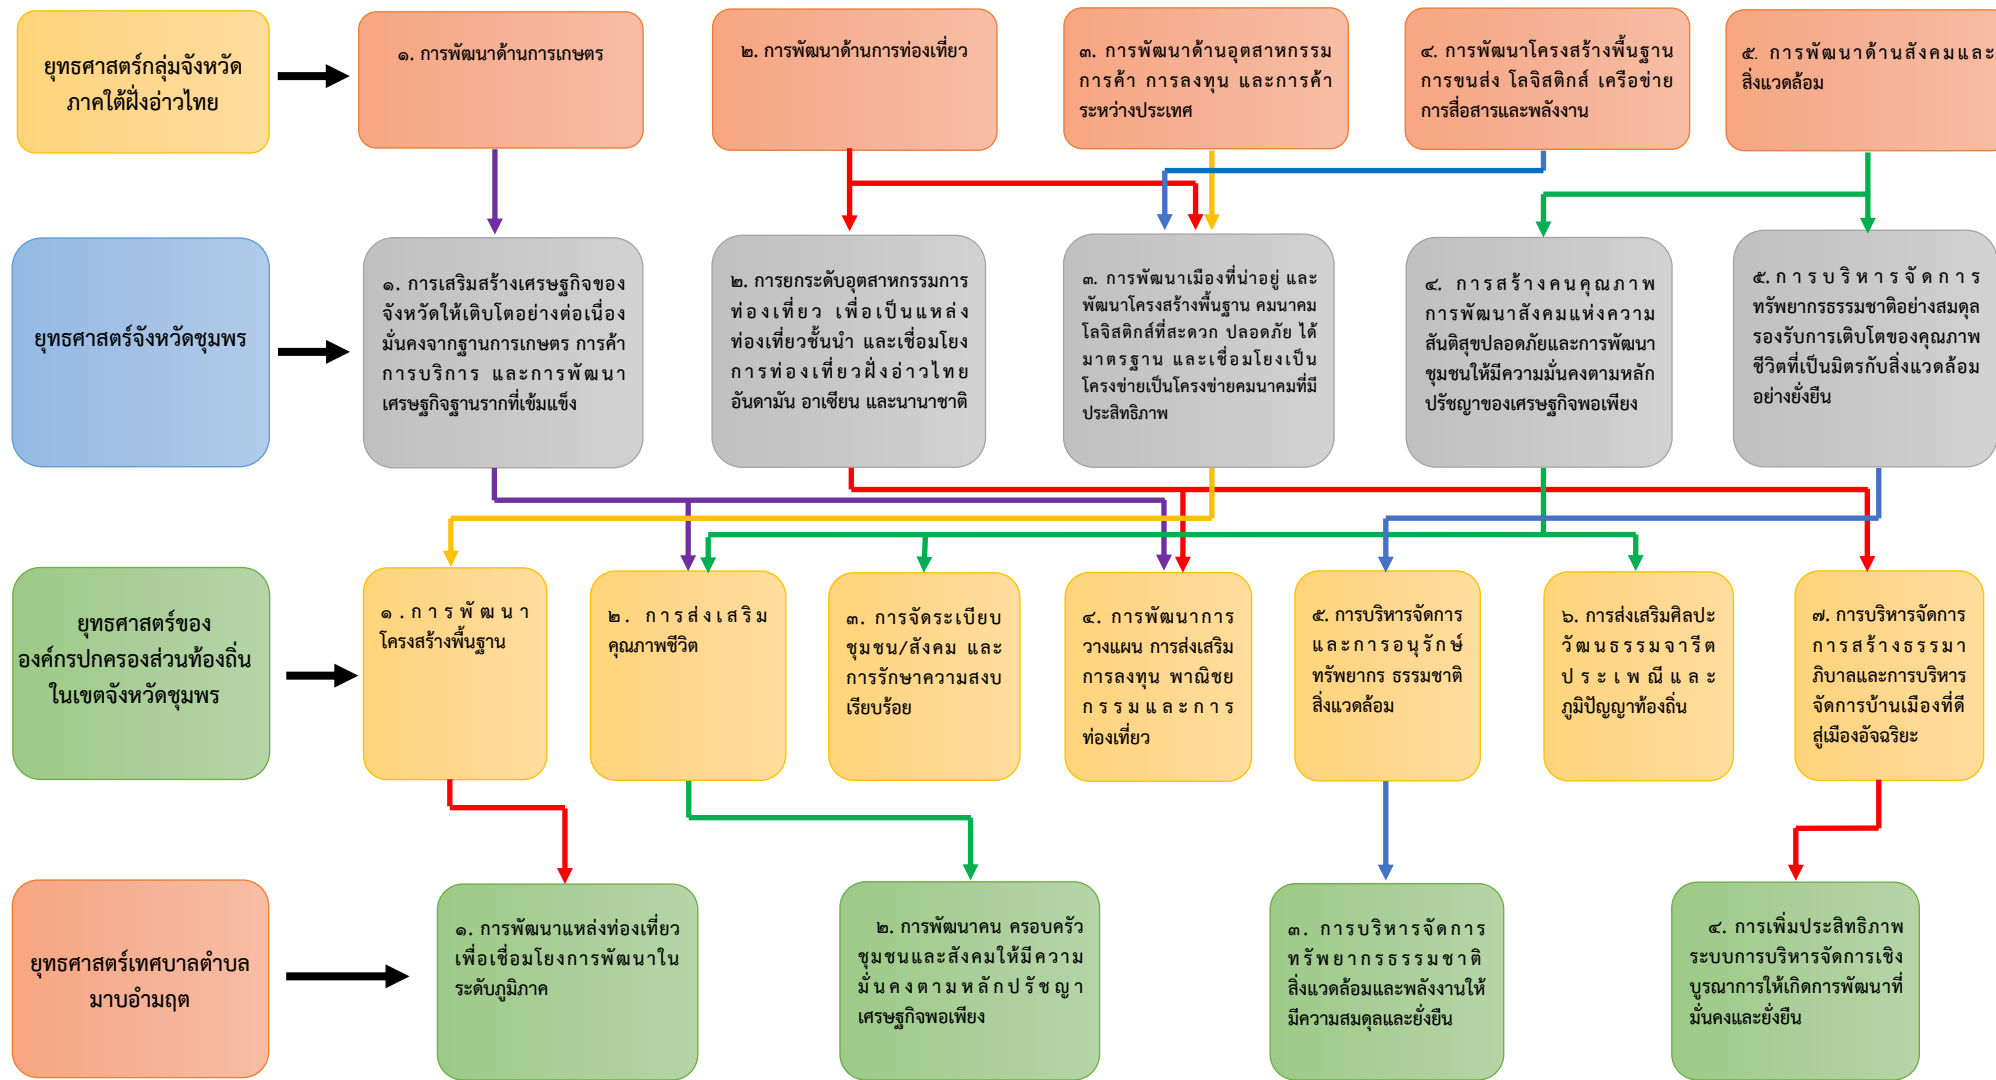 ยุทธศาสตร์กลุ่มจังหวัด
ภาคใต้ฝั่งอ่าวไทย
๑. การพัฒนาด้านการเกษตร
๒. การพัฒนาด้านการท่องเที่ยว
๓. การพัฒนาด้านอุตสาหกรรม
การค้า การลงทุน และการค้า
ระหว่างประเทศ
๔. การพัฒนาโครงสร้างพื้นฐาน
การขนส่ง โลจิสติกส์ เครือข่าย
การสื่อสารและพลังงาน
๕. การพัฒนาด้านสังคมและ
สิ่งแวดล้อม
ยุทธศาสตร์จังหวัดชุมพร
๑. การเสริมสร้างเศรษฐกิจของ
จังหวัดให้เติบโตอย่างต่อเนื่อง
มั่นคงจากฐานการเกษตร การค้า
การบริการ และการพัฒนา
เศรษฐกิจฐานรากที่เข้มแข็ง
๒. การยกระดับอุตสาหกรรมการ
ท่องเที่ยว เพื่อเป็นแหล่ง
ท่องเที่ยวชั้นนำ และเชื่อมโยง
การท่องเที่ยวฝั่งอ่าวไทย
อันดามัน อาเซียน และนานาชาติ
๓. การพัฒนาเมืองที่น่าอยู่ และ
พัฒนาโครงสร้างพื้นฐาน คมนาคม
โลจิสติกส์ที่สะดวก ปลอดภัย ได้
มาตรฐาน และเชื่อมโยงเป็น
โครงข่ายเป็นโครงข่ายคมนาคมที่มี
ประสิทธิภาพ
๔. การสร้างคนคุณภาพ
การพัฒนาสังคมแห่งความ
สันติสุขปลอดภัยและการพัฒนา
ชุมชนให้มีความมั่นคงตามหลัก
ปรัชญาของเศรษฐกิจพอเพียง
๕. การบริหารจัดการ
ทรัพยากรธรรมชาติอย่างสมดุล
รองรับการเติบโตของคุณภาพ
ชีวิตที่เป็นมิตรกับสิ่งแวดล้อม
อย่างยั่งยืน
ยุทธศาสตร์ของ
องค์กรปกครองส่วนท้องถิ่น
ในเขตจังหวัดชุมพร
๑. การพัฒนา
โครงสร้างพื้นฐาน
๒. การส่งเสริม
คุณภาพชีวิต
๓. การจัดระเบียบ
ชุมชน/สังคม และ
การรักษาความสงบ
เรียบร้อย
๔. การพัฒนาการ
วางแผน การส่งเสริม
การลงทุน พาณิชย
กรรมและการ
ท่องเที่ยว
๕. การบริหารจัดการ
และการอนุรักษ์
ทรัพยากร ธรรมชาติ
สิ่งแวดล้อม
๖. การส่งเสริมศิลปะ
วัฒนธรรมจารีต
ประเพณีและ
ภูมิปัญญาท้องถิ่น
๗. การบริหารจัดการ
การสร้างธรรมา
ภิบาลและการบริหาร
จัดการบ้านเมืองที่ดี
สู่เมืองอัจฉริยะ
ยุทธศาสตร์เทศบาลตำบล
มาบอำมฤต
๑. การพัฒนาแหล่งท่องเที่ยว
เพื่อเชื่อมโยงการพัฒนาใน
ระดับภูมิภาค
๒. การพัฒนาคน ครอบครัว
ชุมชนและสังคมให้มีความ
มั่นคงตามหลักปรัชญา
เศรษฐกิจพอเพียง
๓. การบริหารจัดการ
ทรัพยากรธรรมชาติ
สิ่งแวดล้อมและพลังงานให้
มีความสมดุลและยั่งยืน
๔. การเพิ่มประสิทธิภาพ
ระบบการบริหารจัดการเชิง
บูรณาการให้เกิดการพัฒนาที่
มั่นคงและยั่งยืน